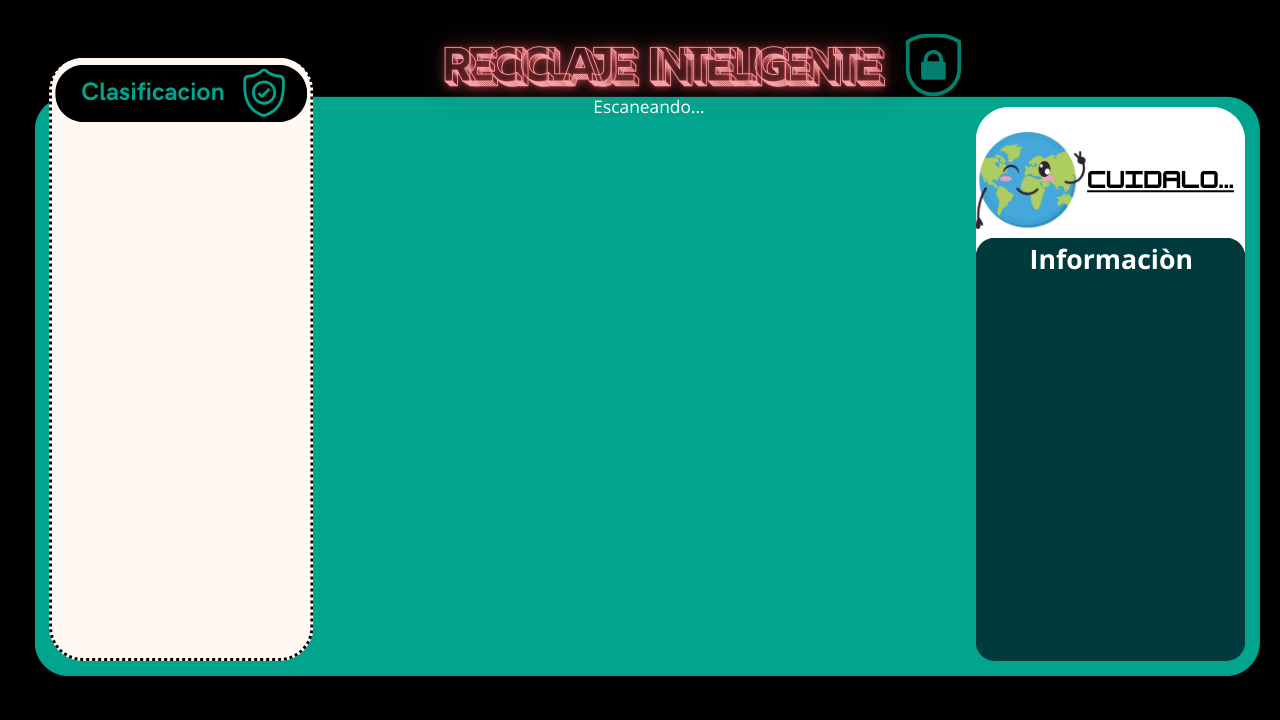 RECICLAJE INTELIGENTE
Clasificacion
Escaneando...
CUIDALO...
Informaciòn